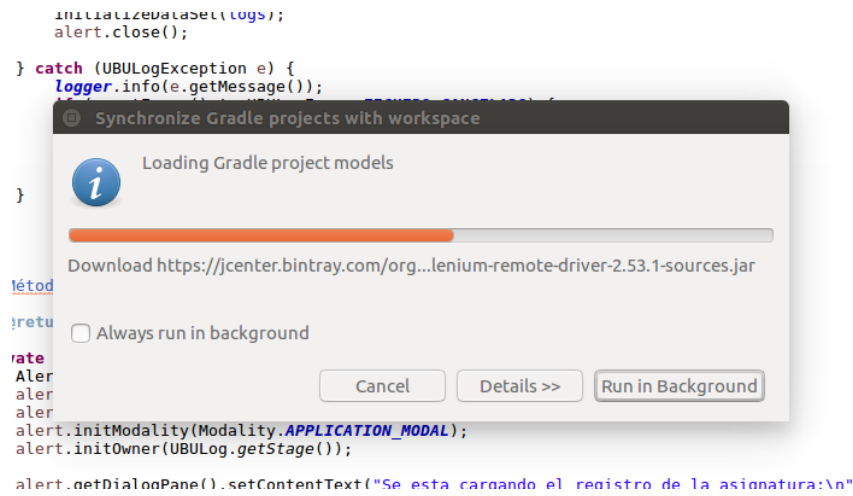 initializeDataSet(logs);
alert.close();
} catch (UBULogException e) {
logger.info(e.getMessage());
Synchronize Gradle projects with workspace
Loading Gradle project models
}
Download https://jcenter.bintray.com/org...lenium-remote-driver-2.53.1-sources.jar
Always run in background
Cancel
Details >>
Run in Background
Aler
aler
aler
alert.initModality(Modality.APPLICATION_MODAL);
alert.initOwner(UBULog.getStage());
alert.getDialogPane().setContentText("Se esta cargando el registro de la asignatura:\n"